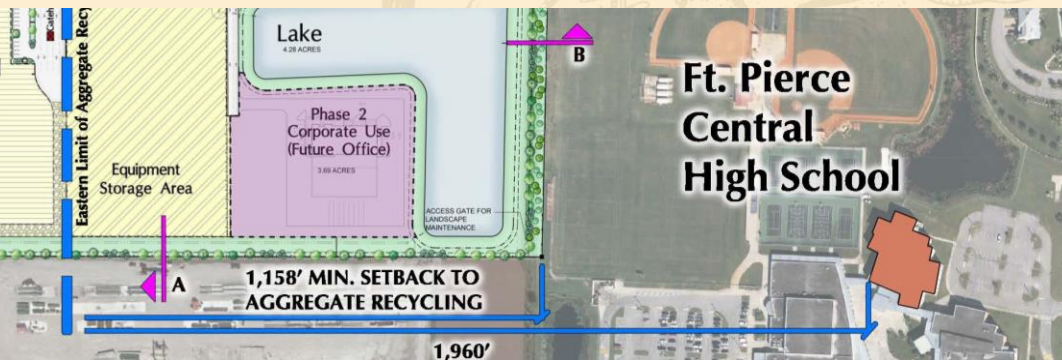 Lake
4.28 ACRES
B
Ft. Pierce
Central
High School
Eastern Limit of Aggregate Recy
Phase 2
Corporate Use
(Future Office)
3.69 ACRES
Equipment
Storage Area
ACCESS GATE FOR
LANDSCAPE
MAINTENANCE
A
1,158' MIN. SETBACK TO
AGGREGATE RECYCLING
1,960'